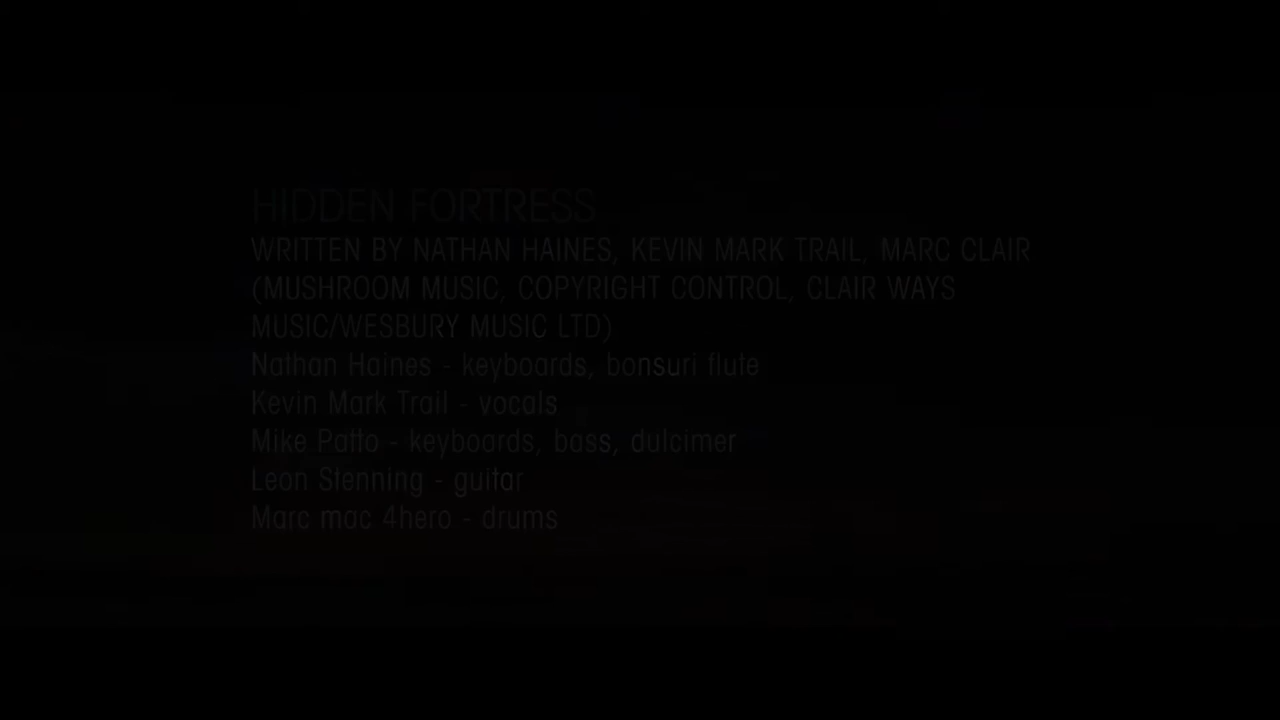 HIDDEN FORTRESS
WRITTEN BY NATHAN HAINES, KEVIN MARK TRAIL, MARC CLAIR
(MUSHROOM MUSIC, COPYRIGHT CONTROL, CLAIR WAYS
MUSIC/WESBURY MUSIC LTD)
Nathan Haines - keyboards, bonsuri flute
Kevin Mark Trail - vocals
Mike Patto - keyboards, bass, dulcimer
Leon Stenning - guitar
Marc mac 4hero - drums